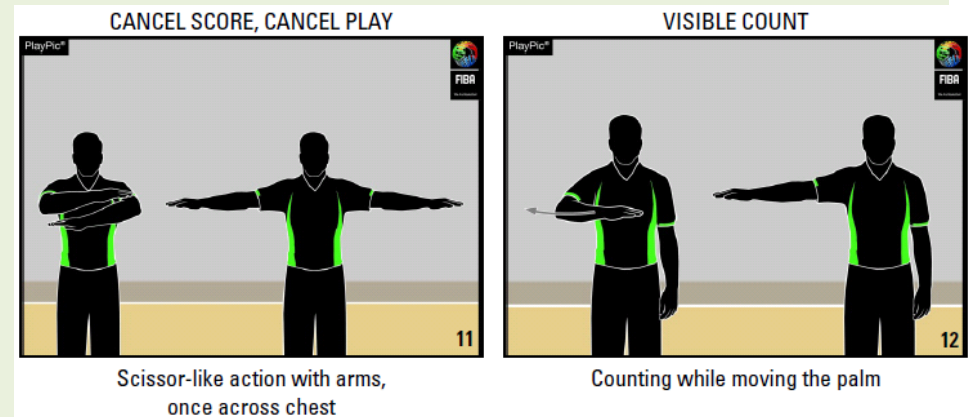 CANCEL SCORE, CANCEL PLAY
PlayPic®
FIBA
11
Scissor-like action with arms,
once across chest
VISIBLE COUNT
PlayPic®
FIBA
12
Counting while moving the palm